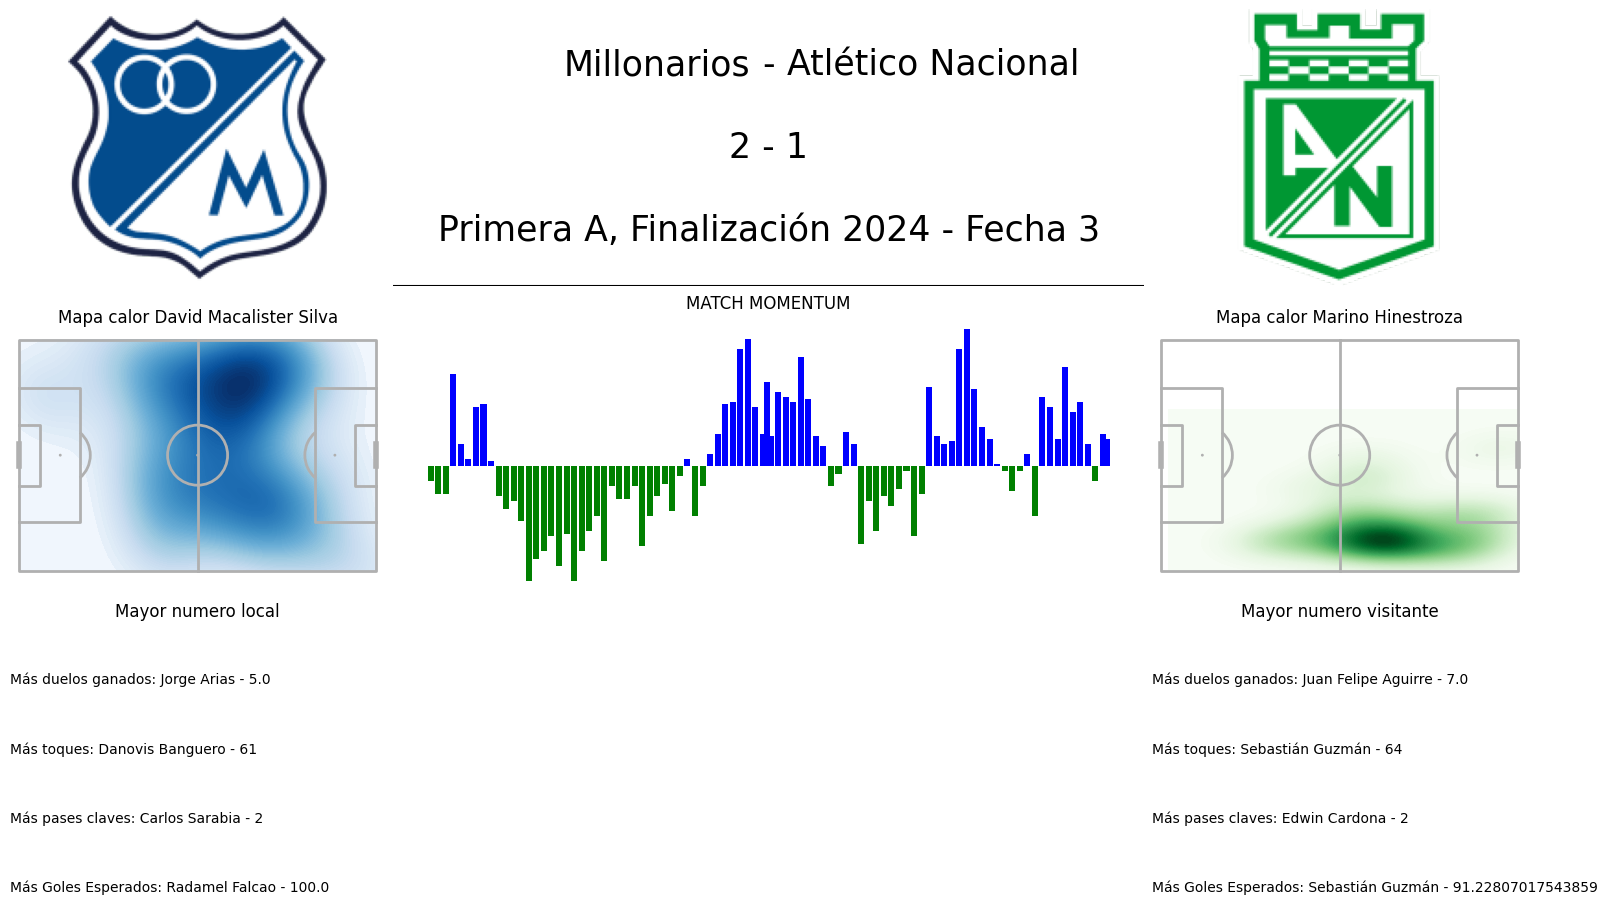 Millonarios - Atlético Nacional
2 - 1
Primera A, Finalización 2024 - Fecha 3
M
AN
MATCH MOMENTUM
Mapa calor David Macalister Silva
Mapa calor Marino Hinestroza
Mayor numero local
Más duelos ganados: Jorge Arias - 5.0
Más toques: Danovis Banguero - 61
Más pases claves: Carlos Sarabia - 2
Más Goles Esperados: Radamel Falcao - 100.0
Mayor numero visitante
Más duelos ganados: Juan Felipe Aguirre - 7.0
Más toques: Sebastián Guzmán - 64
Más pases claves: Edwin Cardona - 2
Más Goles Esperados: Sebastián Guzmán - 91.22807017543859